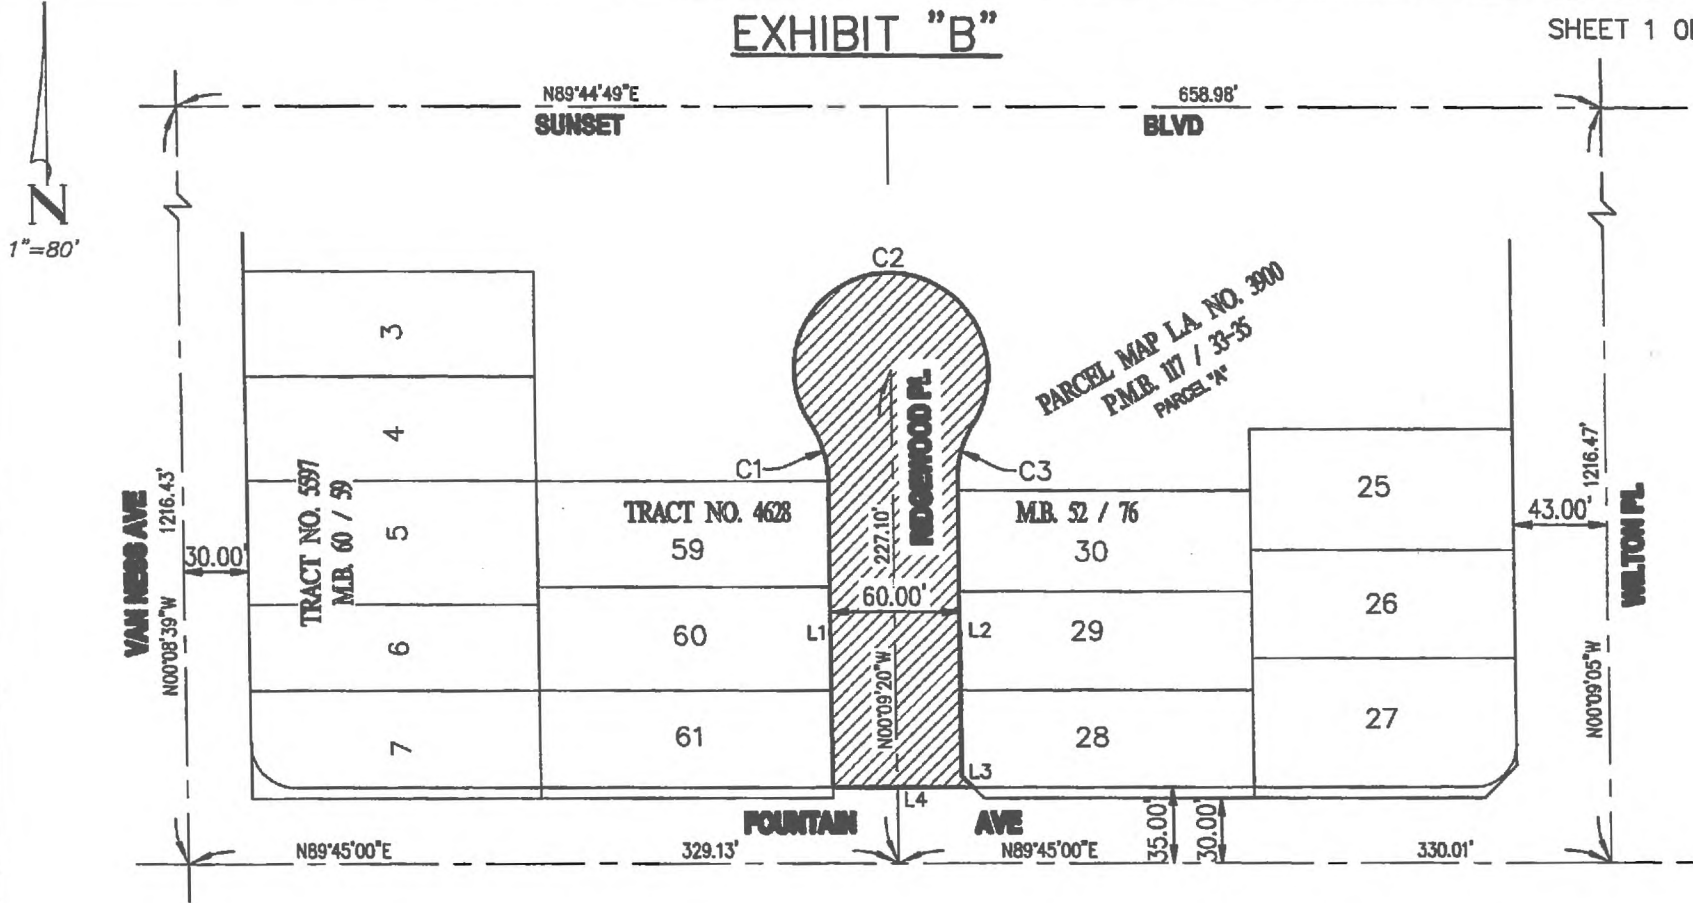 EXHIBIT "B"
SHEET 1 O
N89°44'49"E
658.98'
SUNSET
BLVD
N
1"=80'
C2
PARCEL MAP L.A. NO. 3900
P.M.B. 117 / 33-35
PARCEL "A"
RIDGEWOOD PL.
C1
C3
3
4
5
6
7
TRACT NO. 5597
M.B. 60 / 59
VAN NESS AVE
1216.43'
N00°08'39"W
30.00'
TRACT NO. 4628
M.B. 52 / 76
59
60
61
227.10'
60.00'
N00°09'20"W
L1
L2
L3
L4
30
29
28
25
26
27
43.00'
1216.47'
WILTON PL.
N00°09'05"W
FOUNTAIN
AVE
35.00'
30.00'
N89°45'00"E
329.13'
N89°45'00"E
330.01'